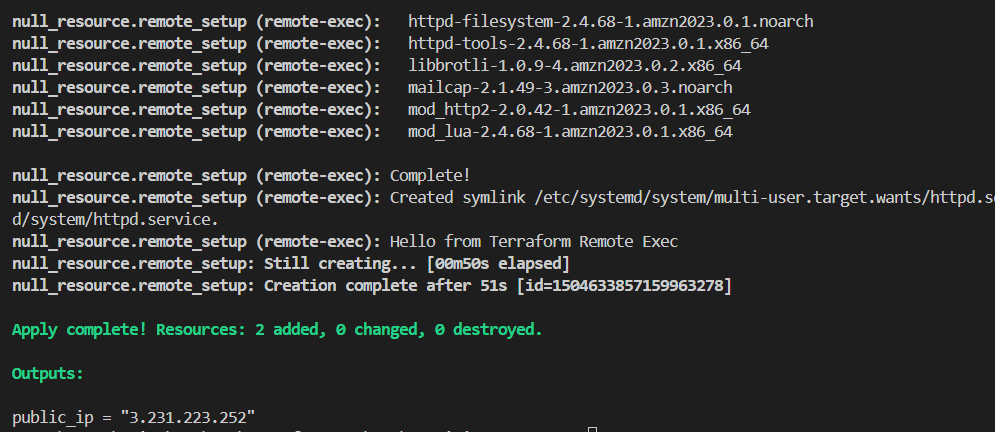 null_resource.remote_setup (remote-exec):   httpd-filesystem-2.4.68-1.amzn2023.0.1.noarch
null_resource.remote_setup (remote-exec):   httpd-tools-2.4.68-1.amzn2023.0.1.x86_64
null_resource.remote_setup (remote-exec):   libbrotli-1.0.9-4.amzn2023.0.2.x86_64
null_resource.remote_setup (remote-exec):   mailcap-2.1.49-3.amzn2023.0.3.noarch
null_resource.remote_setup (remote-exec):   mod_http2-2.0.42-1.amzn2023.0.1.x86_64
null_resource.remote_setup (remote-exec):   mod_lua-2.4.68-1.amzn2023.0.1.x86_64
null_resource.remote_setup (remote-exec): Complete!
null_resource.remote_setup (remote-exec): Created symlink /etc/systemd/system/multi-user.target.wants/httpd.se
d/system/httpd.service.
null_resource.remote_setup (remote-exec): Hello from Terraform Remote Exec
null_resource.remote_setup: Still creating... [00m50s elapsed]
null_resource.remote_setup: Creation complete after 51s [id=1504633857159963278]
Apply complete! Resources: 2 added, 0 changed, 0 destroyed.
Outputs:
public_ip = "3.231.223.252"